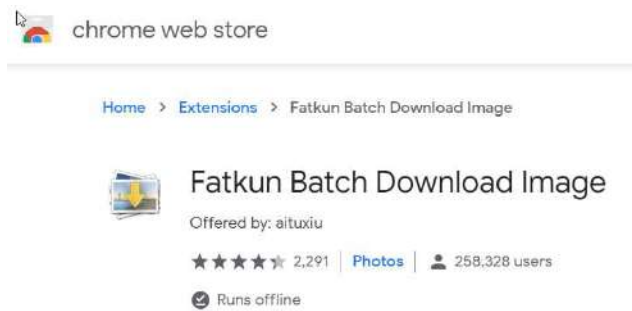 chrome web store
Home > Extensions > Fatkun Batch Download Image
Fatkun Batch Download Image
Offered by: aituxiu
2,291 | Photos | 258,328 users
Runs offline